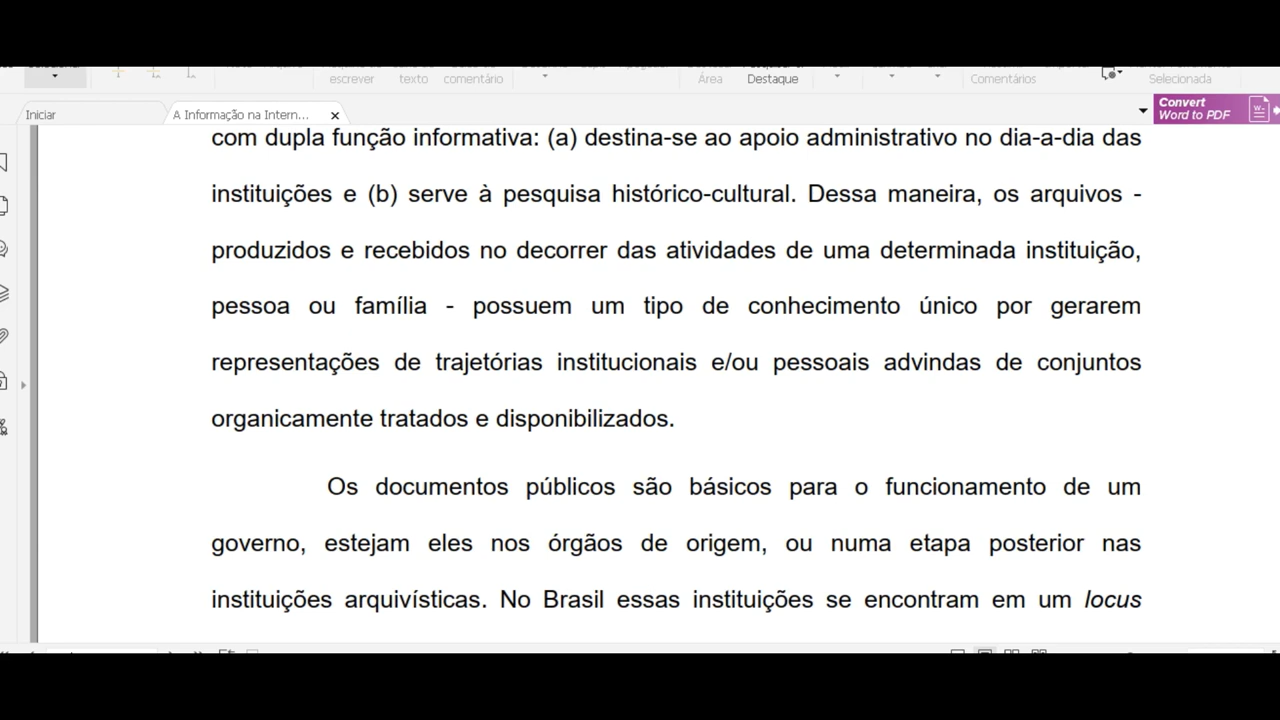 escrever texto comentário Área Destaque Comentários Selecionada
Iniciar A Informação na Intern... Convert
Word to PDF
com dupla função informativa: (a) destina-se ao apoio administrativo no dia-a-dia das
instituições e (b) serve à pesquisa histórico-cultural. Dessa maneira, os arquivos -
produzidos e recebidos no decorrer das atividades de uma determinada instituição,
pessoa ou família - possuem um tipo de conhecimento único por gerarem
representações de trajetórias institucionais e/ou pessoais advindas de conjuntos
organicamente tratados e disponibilizados.
Os documentos públicos são básicos para o funcionamento de um
governo, estejam eles nos órgãos de origem, ou numa etapa posterior nas
instituições arquivísticas. No Brasil essas instituições se encontram em um locus